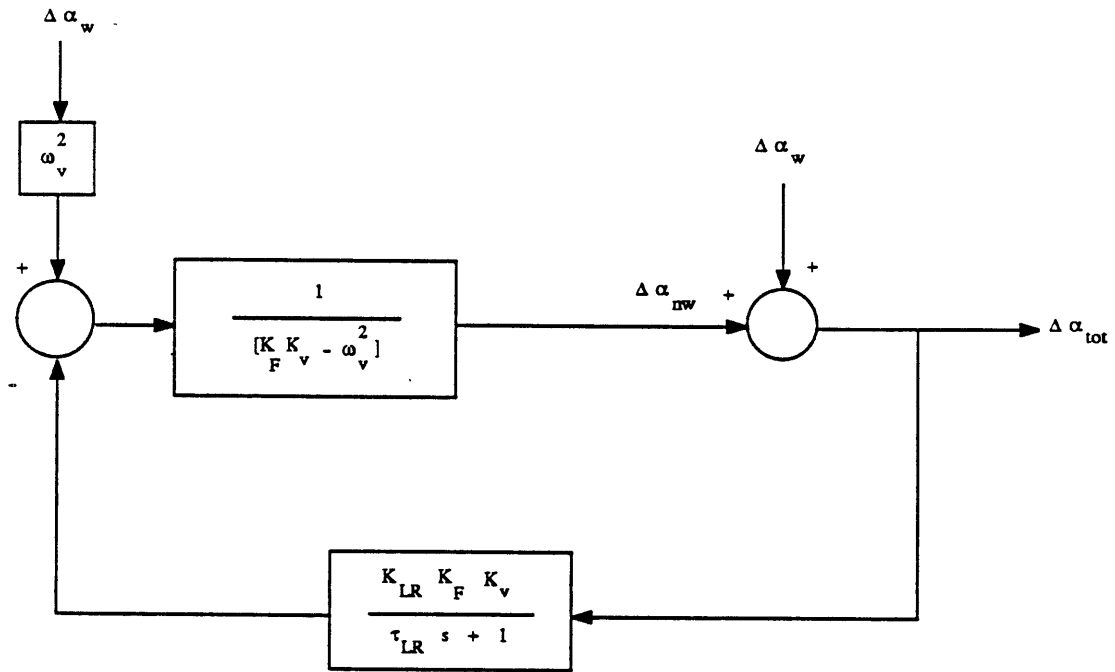 Δ α_w
ω_v^2
Δ α_w
+
+
+
1
[K_F K_v - ω_v^2]
Δ α_nw
Δ α_tot
-
K_LR K_F K_v
τ_LR s + 1